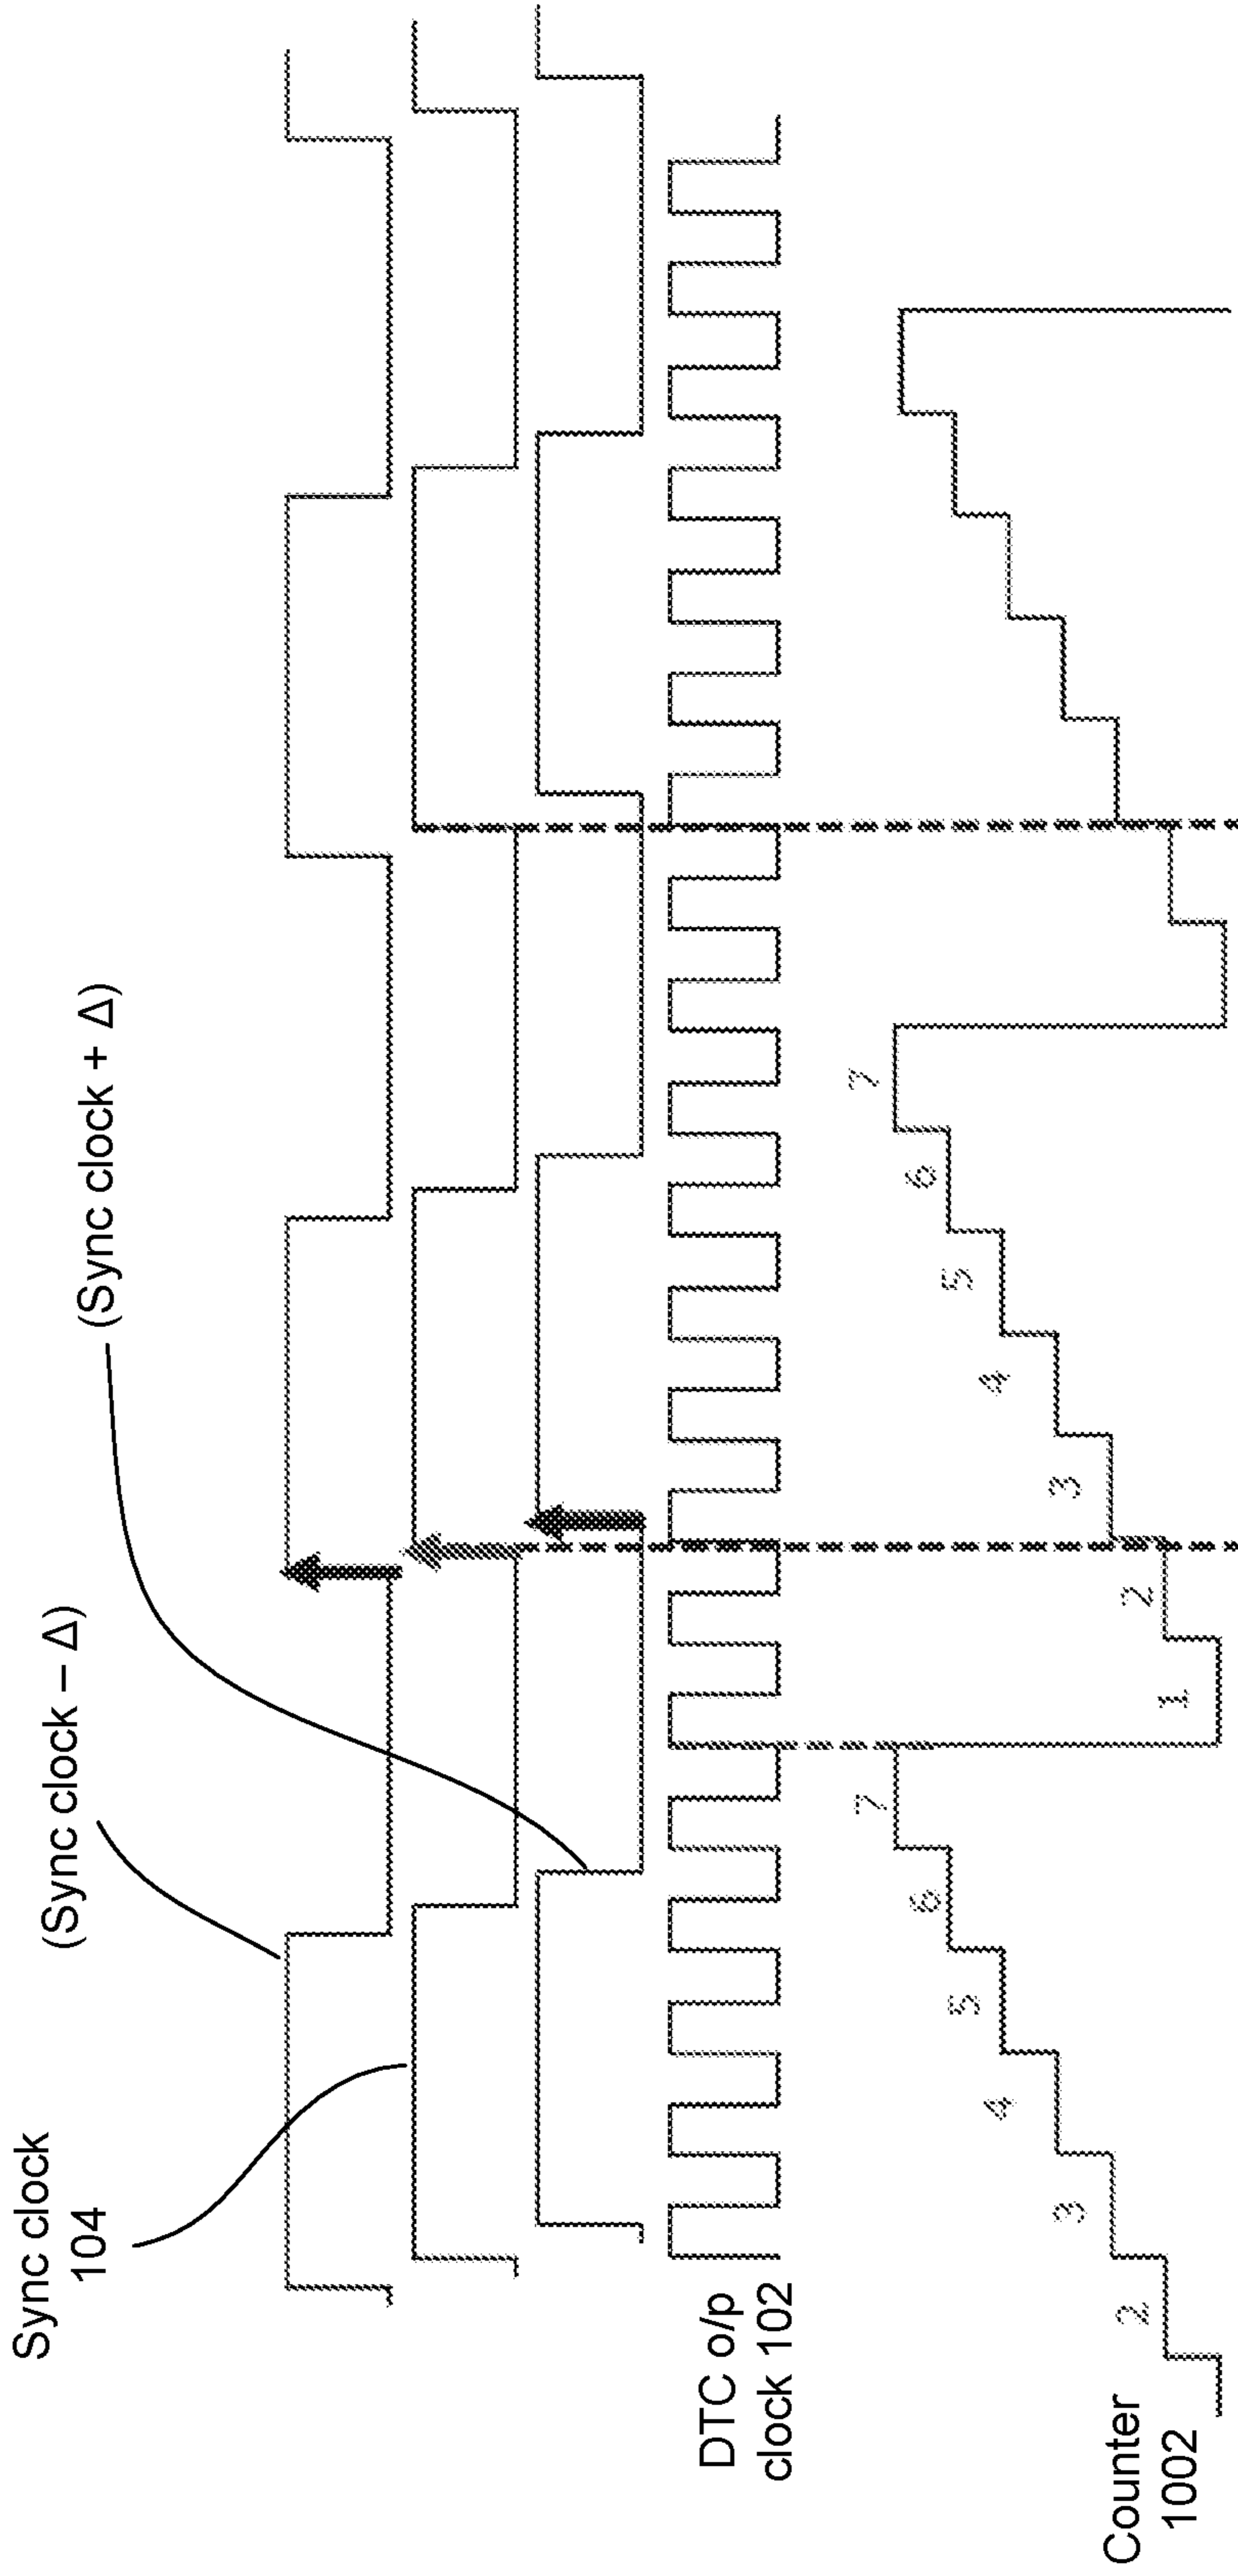 Sync clock
104
(Sync clock – Δ)
(Sync clock + Δ)
DTC o/p
clock 102
Counter
1002
2
3
4
5
6
7
1
2
3
4
5
6
7